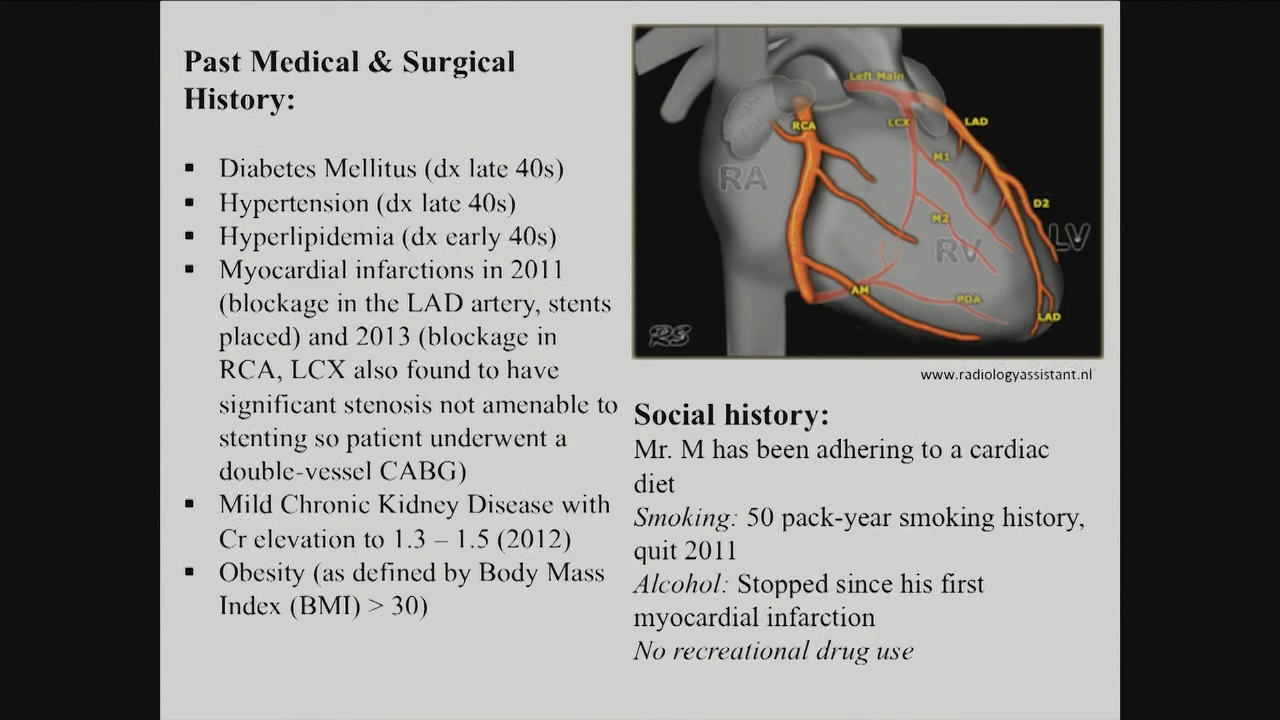 Past Medical & Surgical
History:
▪ Diabetes Mellitus (dx late 40s)
▪ Hypertension (dx late 40s)
▪ Hyperlipidemia (dx early 40s)
▪ Myocardial infarctions in 2011
(blockage in the LAD artery, stents
placed) and 2013 (blockage in
RCA, LCX also found to have
significant stenosis not amenable to
stenting so patient underwent a
double-vessel CABG)
▪ Mild Chronic Kidney Disease with
Cr elevation to 1.3 – 1.5 (2012)
▪ Obesity (as defined by Body Mass
Index (BMI) > 30)
Left Main
RCA
LCX
LAD
M1
RA
D2
M2
RV
LV
AM
PDA
LAD
RS
www.radiologyassistant.nl
Social history:
Mr. M has been adhering to a cardiac
diet
Smoking: 50 pack-year smoking history,
quit 2011
Alcohol: Stopped since his first
myocardial infarction
No recreational drug use